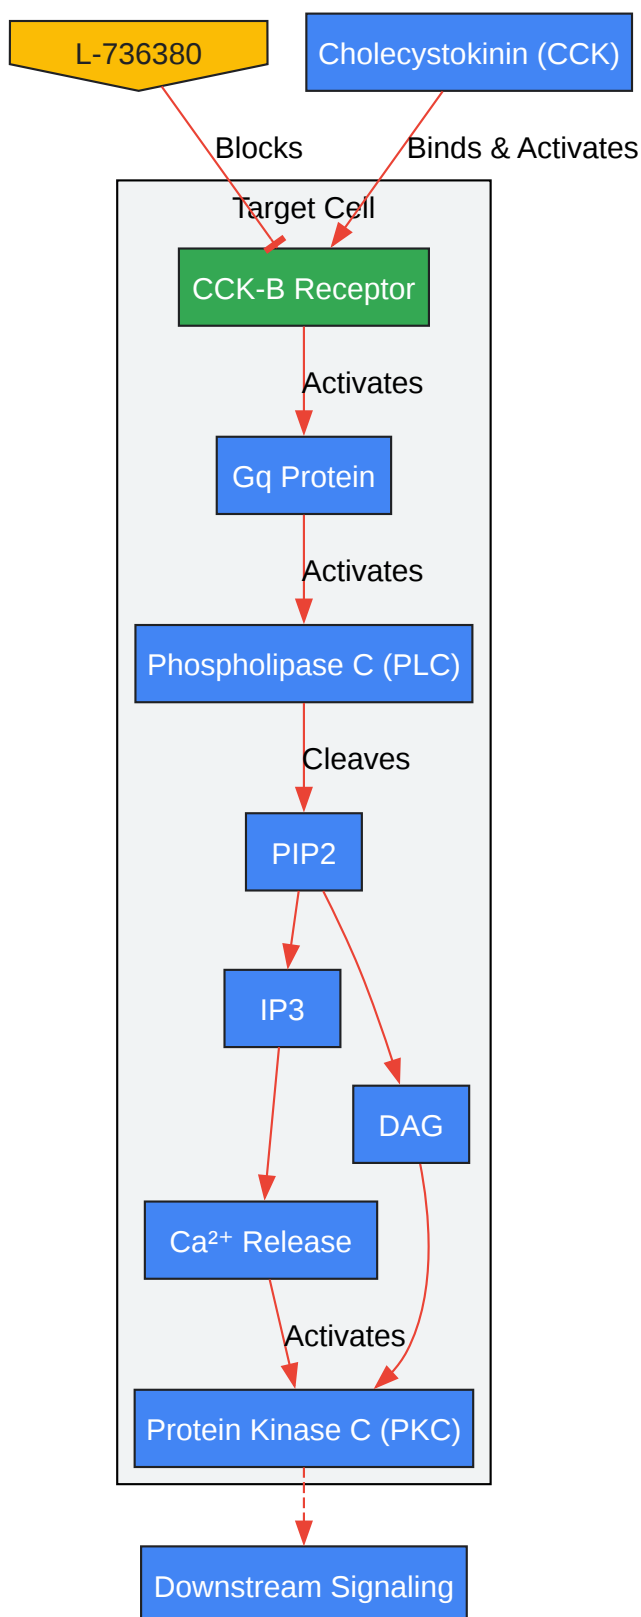 L-736380
Cholecystokinin (CCK)
Blocks
Binds & Activates
Target Cell
CCK-B Receptor
Activates
Gq Protein
Activates
Phospholipase C (PLC)
Cleaves
PIP2
IP3
DAG
Ca²⁺ Release
Activates
Protein Kinase C (PKC)
Downstream Signaling